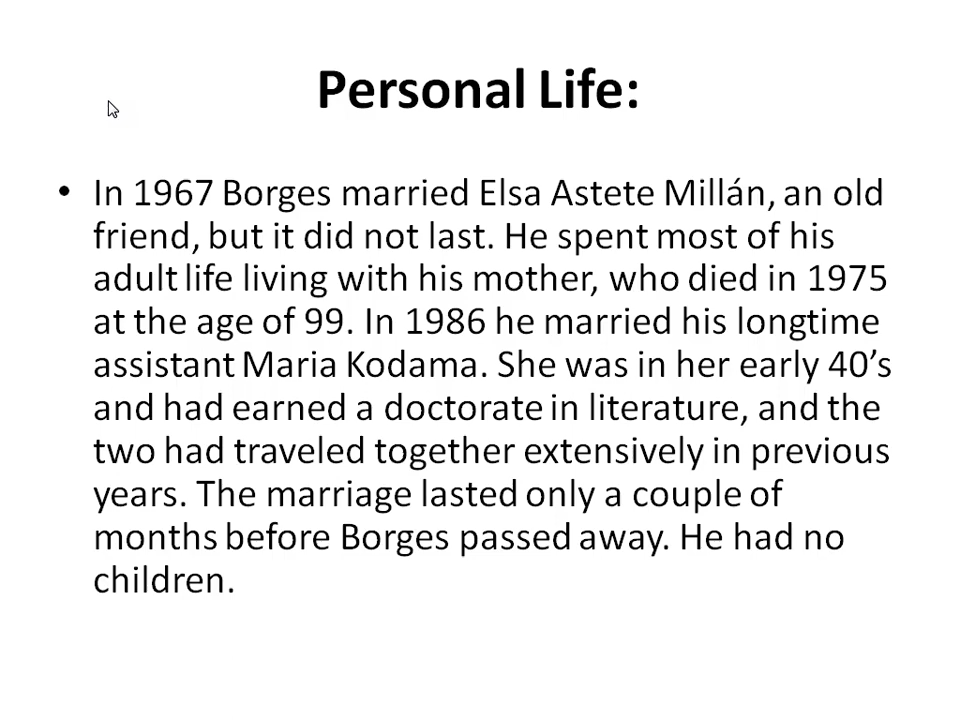 Personal Life:
• In 1967 Borges married Elsa Astete Millán, an old
friend, but it did not last. He spent most of his
adult life living with his mother, who died in 1975
at the age of 99. In 1986 he married his longtime
assistant Maria Kodama. She was in her early 40’s
and had earned a doctorate in literature, and the
two had traveled together extensively in previous
years. The marriage lasted only a couple of
months before Borges passed away. He had no
children.